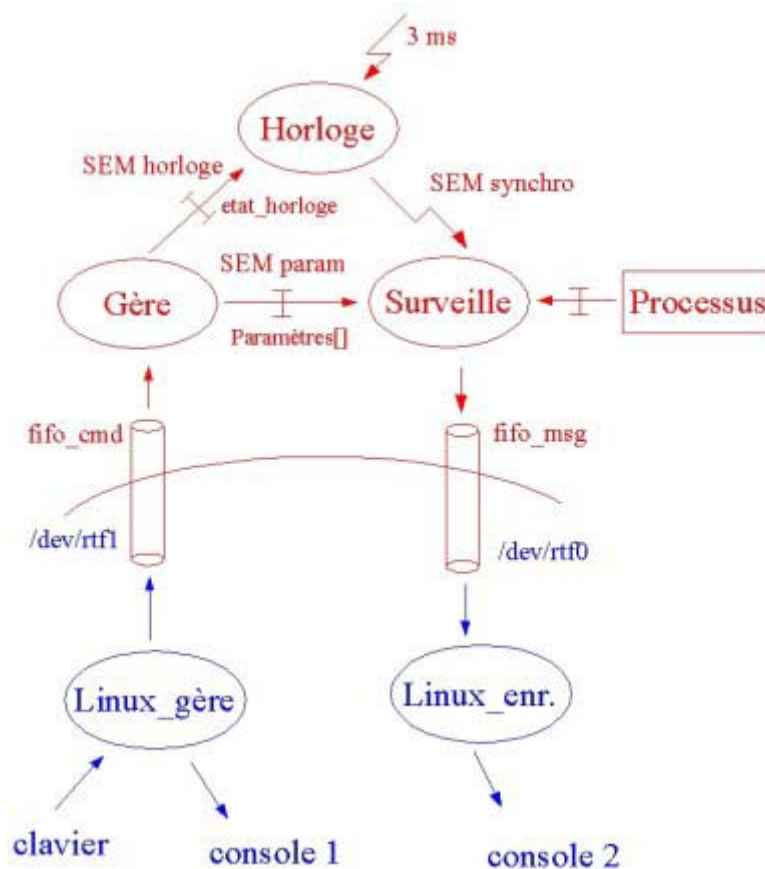 3 ms
Horloge
SEM horloge
SEM synchro
etat_horloge
SEM param
Gère
Surveille
Processus
Paramètres[]
fifo_cmd
fifo_msg
/dev/rtf1
/dev/rtf0
Linux_gère
Linux_enr.
clavier
console 1
console 2